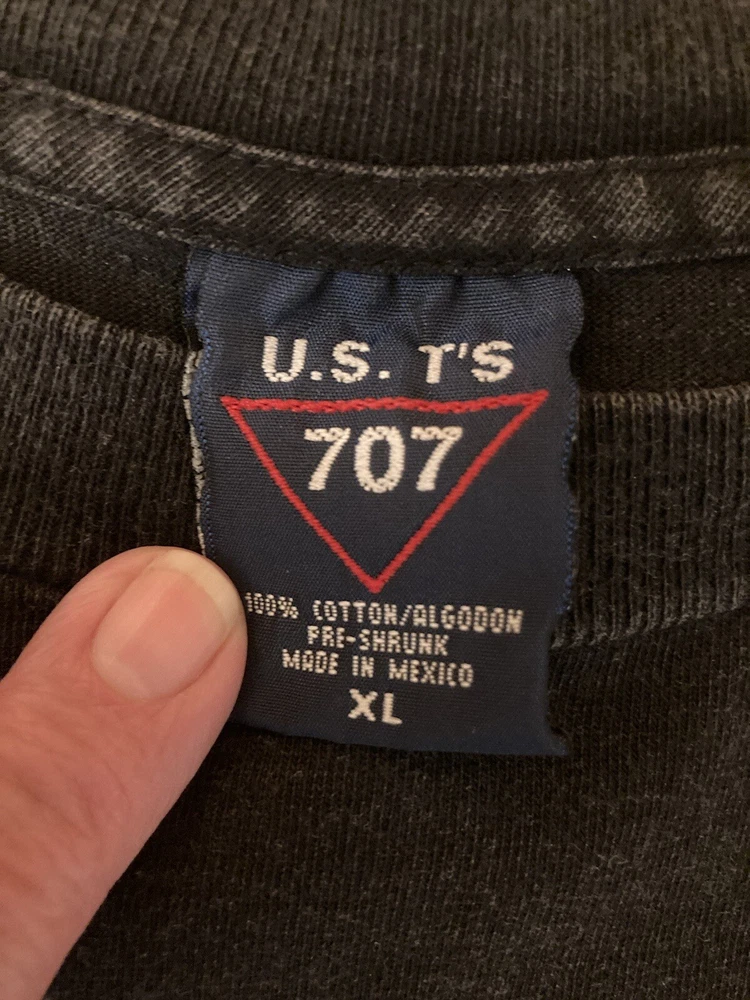 U.S. T'S
707
100% COTTON/ALGODON
PRE-SHRUNK
MADE IN MEXICO
XL